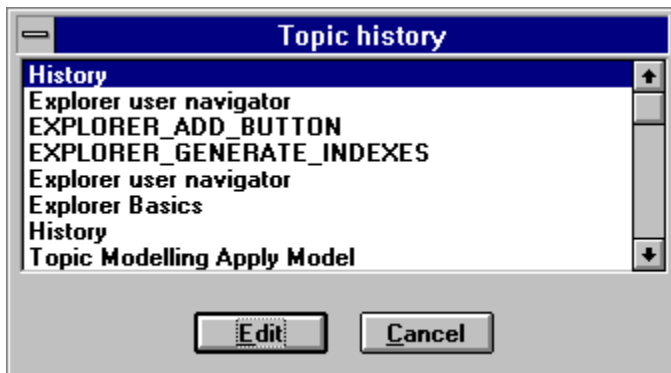 Topic history
History
Explorer user navigator
EXPLORER_ADD_BUTTON
EXPLORER_GENERATE_INDEXES
Explorer user navigator
Explorer Basics
History
Topic Modelling Apply Model
Edit
Cancel